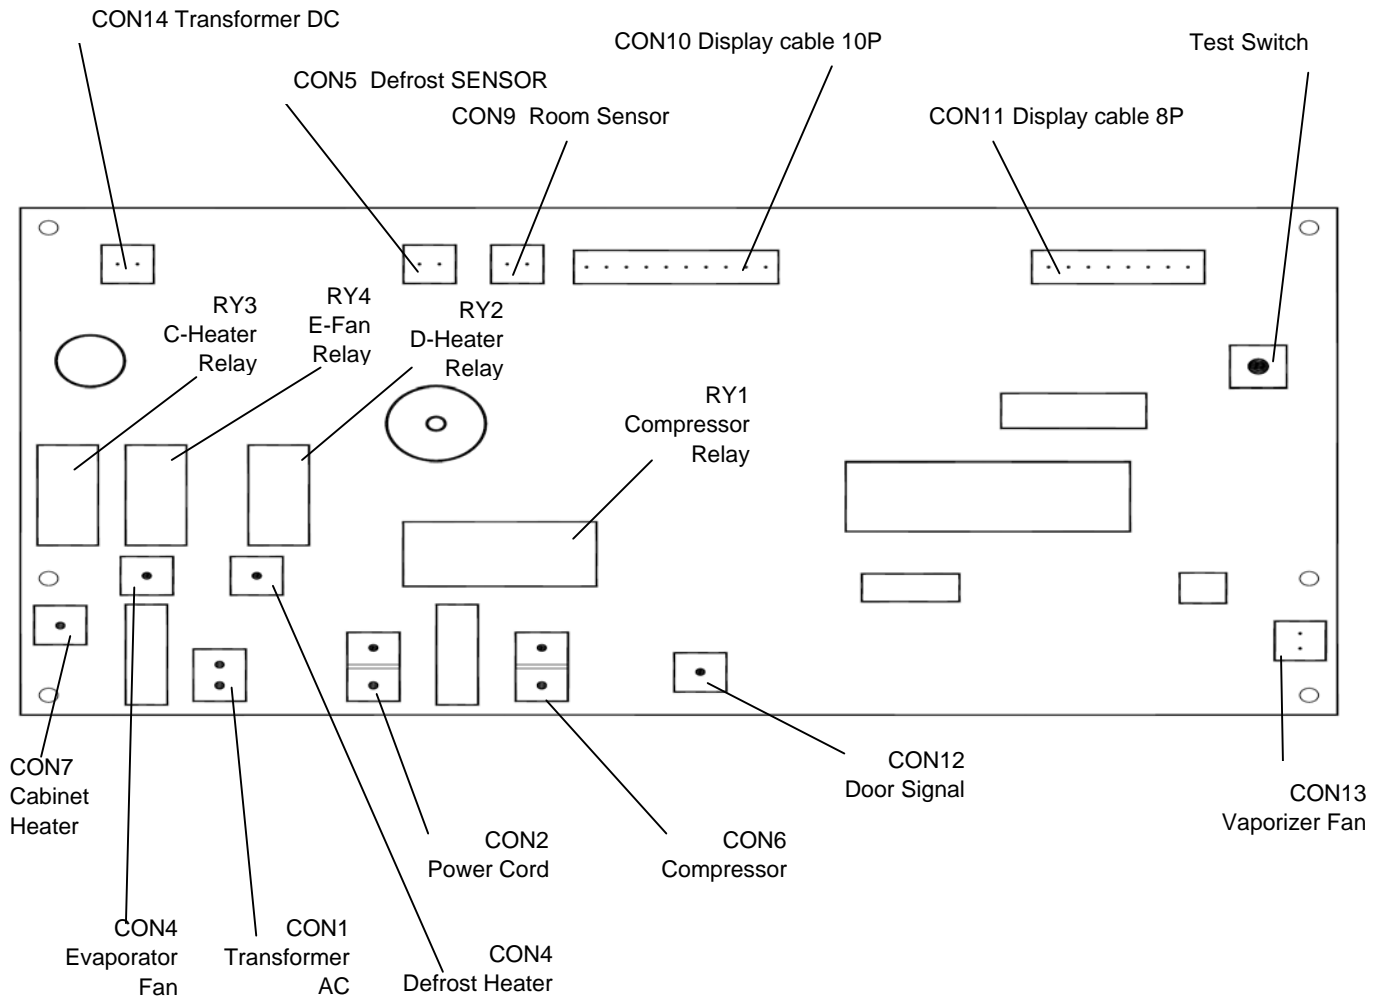 CON14 Transformer DC
CON10 Display cable 10P
Test Switch
CON5 Defrost SENSOR
CON9 Room Sensor
CON11 Display cable 8P
RY3
C-Heater
Relay
RY4
E-Fan
Relay
RY2
D-Heater
Relay
RY1
Compressor
Relay
CON7
Cabinet
Heater
CON12
Door Signal
CON13
Vaporizer Fan
CON2
Power Cord
CON6
Compressor
CON4
Evaporator
Fan
CON1
Transformer
AC
CON4
Defrost Heater